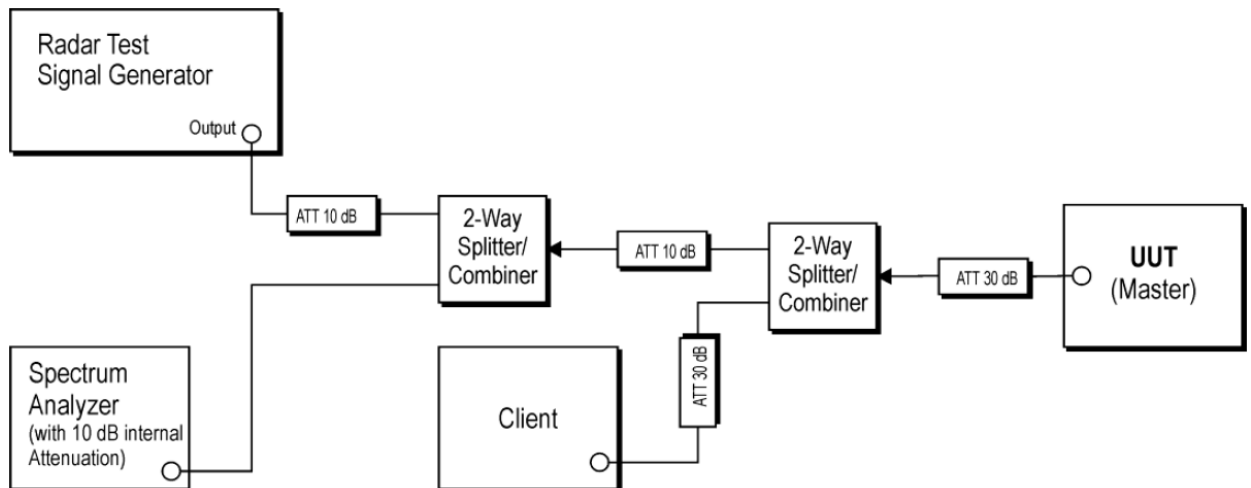 Radar Test
Signal Generator
Output
ATT 10 dB
2-Way
Splitter/
Combiner
ATT 10 dB
2-Way
Splitter/
Combiner
ATT 30 dB
UUT
(Master)
Spectrum
Analyzer
(with 10 dB internal
Attenuation)
Client
ATT 30 dB